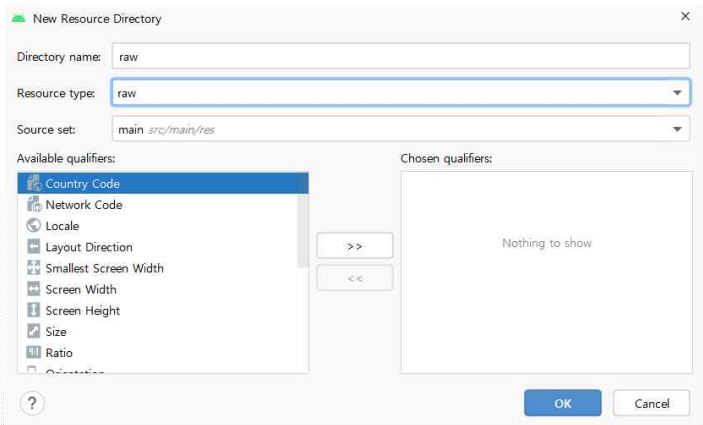 New Resource Directory
Directory name: raw
Resource type: raw
Source set: main src/main/res
Available qualifiers:
Chosen qualifiers:
Country Code
Network Code
Locale
Layout Direction
Smallest Screen Width
Screen Width
Screen Height
Size
Ratio
Orientation
>>
<<
Nothing to show
?
OK
Cancel